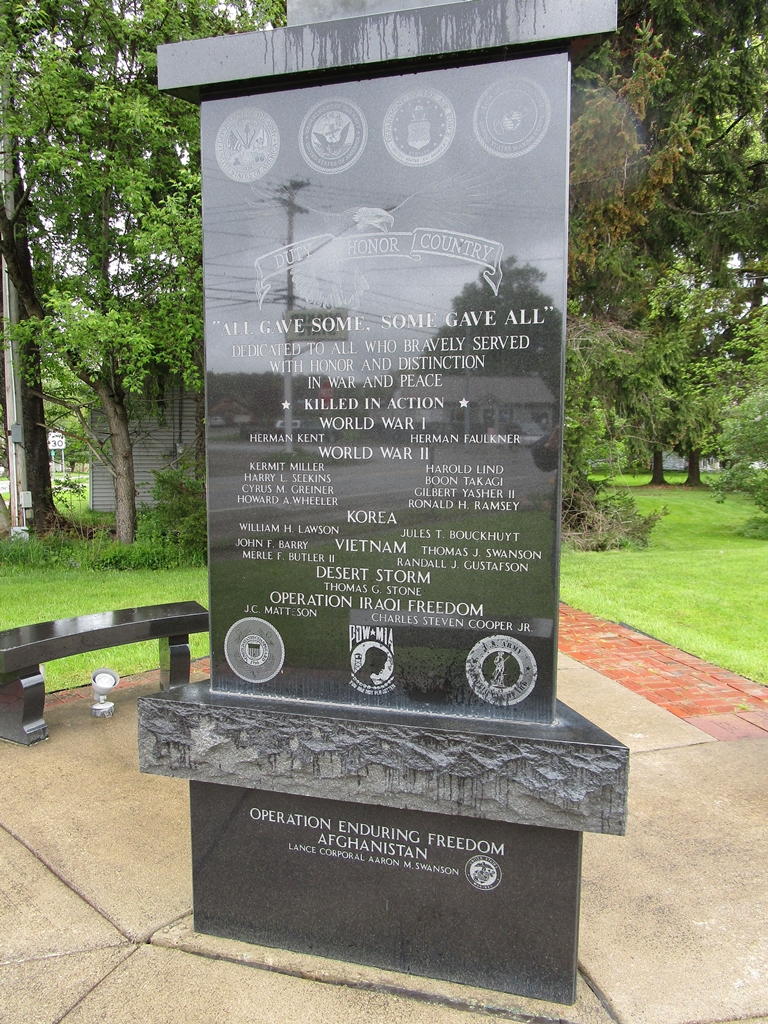 DUTY HONOR COUNTRY
"ALL GAVE SOME, SOME GAVE ALL"
DEDICATED TO ALL WHO BRAVELY SERVED
WITH HONOR AND DISTINCTION
IN WAR AND PEACE
★ KILLED IN ACTION ★
WORLD WAR I
HERMAN KENT HERMAN FAULKNER
WORLD WAR II
KERMIT MILLER HAROLD LIND
HARRY L. SEEKINS BOON TAKAGI
CYRUS M. GREINER GILBERT YASHER II
HOWARD A. WHEELER RONALD H. RAMSEY
KOREA
WILLIAM H. LAWSON JULES T. BOUCKHUYT
VIETNAM
JOHN F. BARRY THOMAS J. SWANSON
MERLE F. BUTLER II RANDALL J. GUSTAFSON
DESERT STORM
THOMAS G. STONE
OPERATION IRAQI FREEDOM
J.C. MATTESON CHARLES STEVEN COOPER JR.
POW★MIA
U.S. ARMY
OPERATION ENDURING FREEDOM
AFGHANISTAN
LANCE CORPORAL AARON M. SWANSON
30